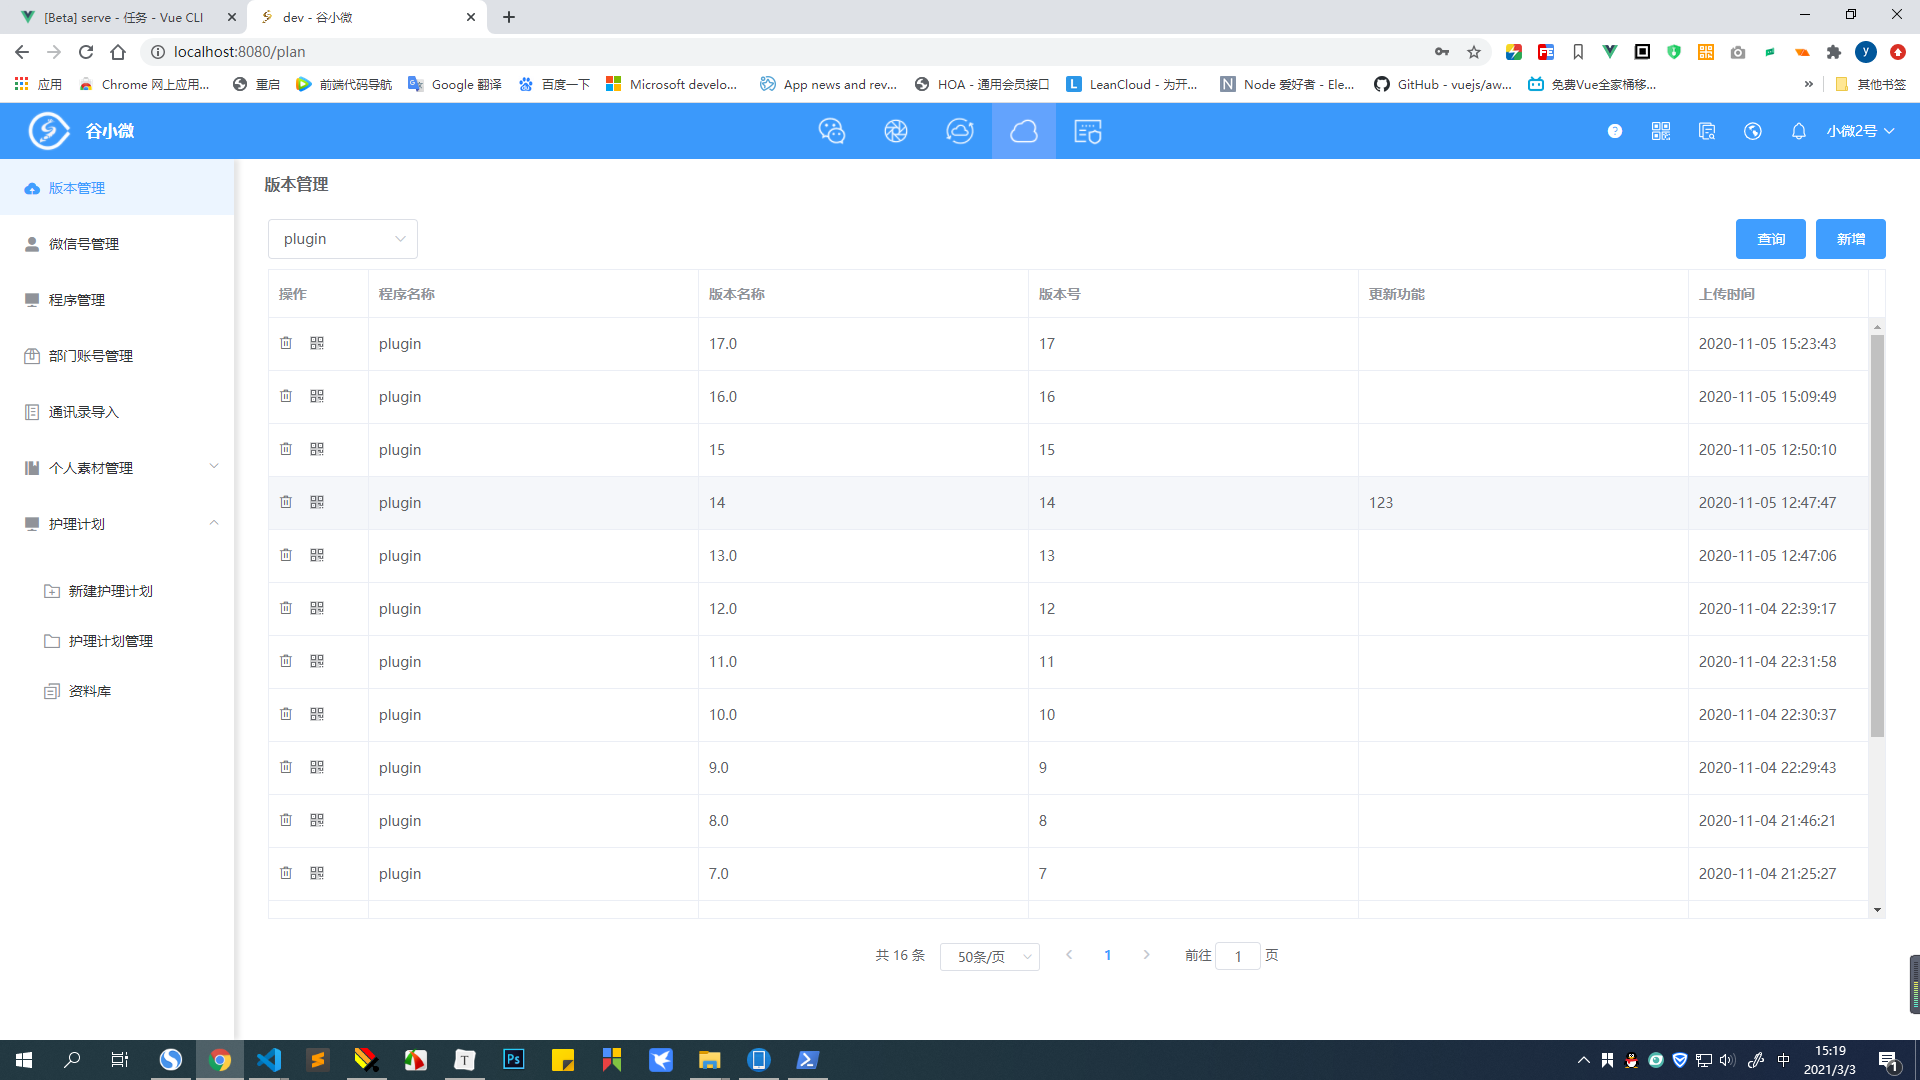 [Beta] serve - 任务 - Vue CLI
dev - 谷小微
localhost:8080/plan
应用
Chrome 网上应用...
重启
前端代码导航
Google 翻译
百度一下
Microsoft develo...
App news and rev...
HOA - 通用会员接口
LeanCloud - 为开...
Node 爱好者 - Ele...
GitHub - vuejs/aw...
免费Vue全家桶移...
其他书签
谷小微
小微2号
版本管理
微信号管理
程序管理
部门账号管理
通讯录导入
个人素材管理
护理计划
新建护理计划
护理计划管理
资料库
版本管理
plugin
查询 新增
操作 程序名称 版本名称 版本号 更新功能 上传时间
plugin 17.0 17 2020-11-05 15:23:43
plugin 16.0 16 2020-11-05 15:09:49
plugin 15 15 2020-11-05 12:50:10
plugin 14 14 123 2020-11-05 12:47:47
plugin 13.0 13 2020-11-05 12:47:06
plugin 12.0 12 2020-11-04 22:39:17
plugin 11.0 11 2020-11-04 22:31:58
plugin 10.0 10 2020-11-04 22:30:37
plugin 9.0 9 2020-11-04 22:29:43
plugin 8.0 8 2020-11-04 21:46:21
plugin 7.0 7 2020-11-04 21:25:27
共 16 条 50条/页 1 前往 1 页
中
15:19
2021/3/3
1